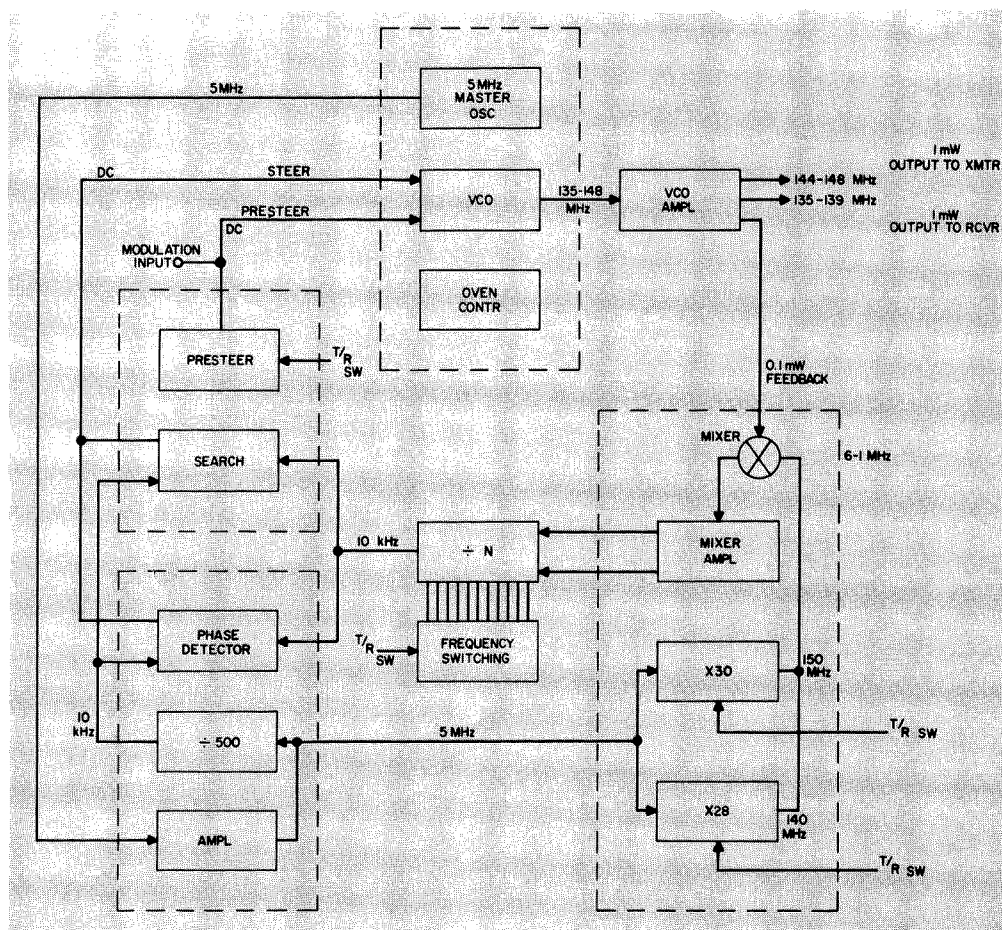 5 MHz
5 MHz
MASTER
OSC
1 mW
OUTPUT TO XMTR
DC
STEER
VCO
135-148
MHz
VCO
AMPL
144-148 MHz
135-139 MHz
PRESTEER
DC
1 mW
OUTPUT TO RCVR
MODULATION
INPUT
OVEN
CONTR
PRESTEER
T/R
SW
0.1 mW
FEEDBACK
MIXER
6-1 MHz
SEARCH
10 kHz
÷ N
MIXER
AMPL
PHASE
DETECTOR
T/R
SW
FREQUENCY
SWITCHING
X30
150
MHz
10
kHz
÷ 500
5 MHz
T/R SW
X28
140
MHz
AMPL
T/R SW